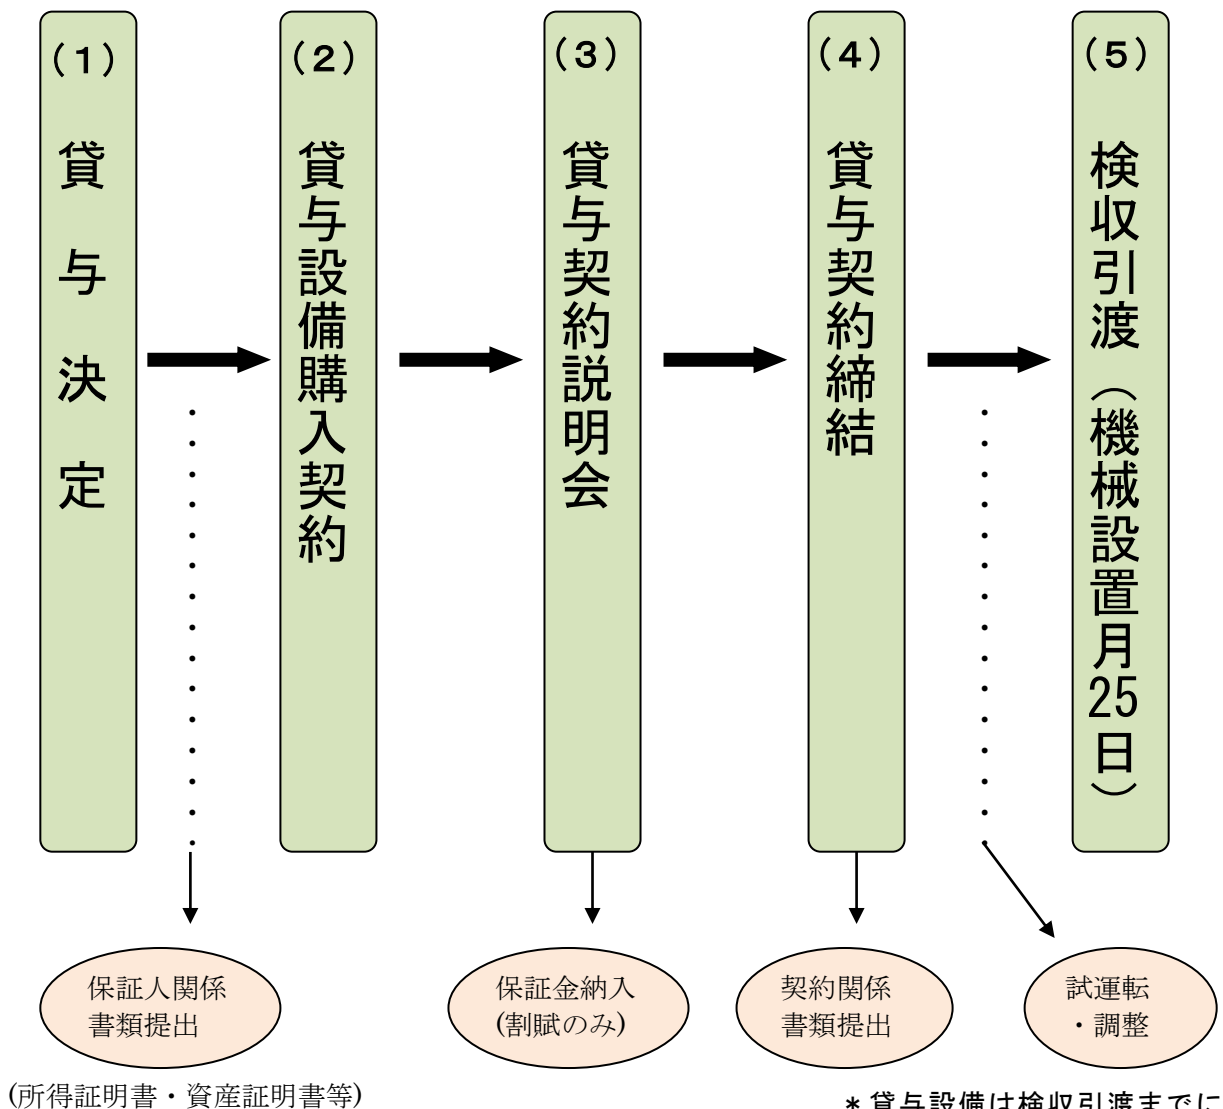 (1)
貸与決定
(2)
貸与設備購入契約
(3)
貸与契約説明会
(4)
貸与契約締結
(5)
検収引渡(機械設置月25日)
保証人関係
書類提出
保証金納入
(割賦のみ)
契約関係
書類提出
試運転
・調整
(所得証明書・資産証明書等)
*貸与設備は検収引渡までに